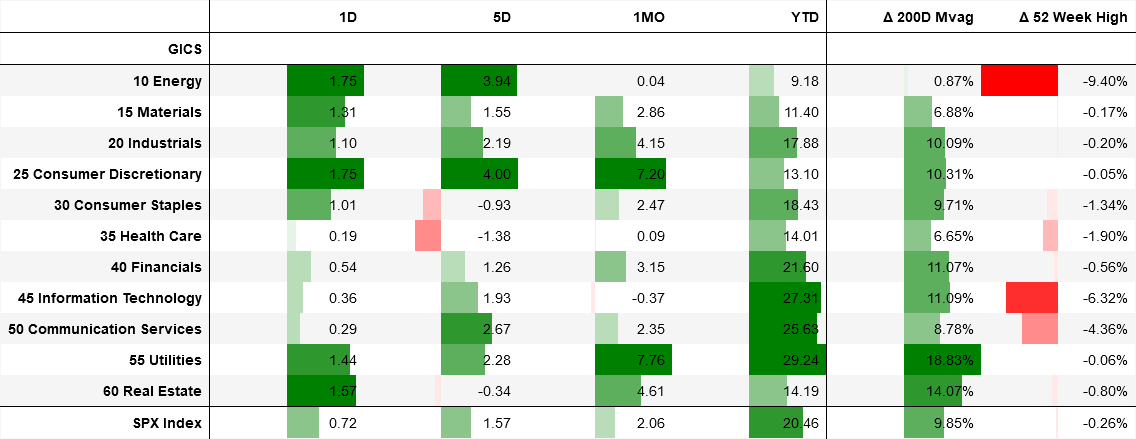 1D 5D 1MO YTD Δ 200D Mvag Δ 52 Week High
GICS
10 Energy 1.75 3.94 0.04 9.18 0.87% -9.40%
15 Materials 1.31 1.55 2.86 11.40 6.88% -0.17%
20 Industrials 1.10 2.19 4.15 17.88 10.09% -0.20%
25 Consumer Discretionary 1.75 4.00 7.20 13.10 10.31% -0.05%
30 Consumer Staples 1.01 -0.93 2.47 18.43 9.71% -1.34%
35 Health Care 0.19 -1.38 0.09 14.01 6.65% -1.90%
40 Financials 0.54 1.26 3.15 21.60 11.07% -0.56%
45 Information Technology 0.36 1.93 -0.37 27.31 11.09% -6.32%
50 Communication Services 0.29 2.67 2.35 25.63 8.78% -4.36%
55 Utilities 1.44 2.28 7.76 29.24 18.83% -0.06%
60 Real Estate 1.57 -0.34 4.61 14.19 14.07% -0.80%
SPX Index 0.72 1.57 2.06 20.46 9.85% -0.26%